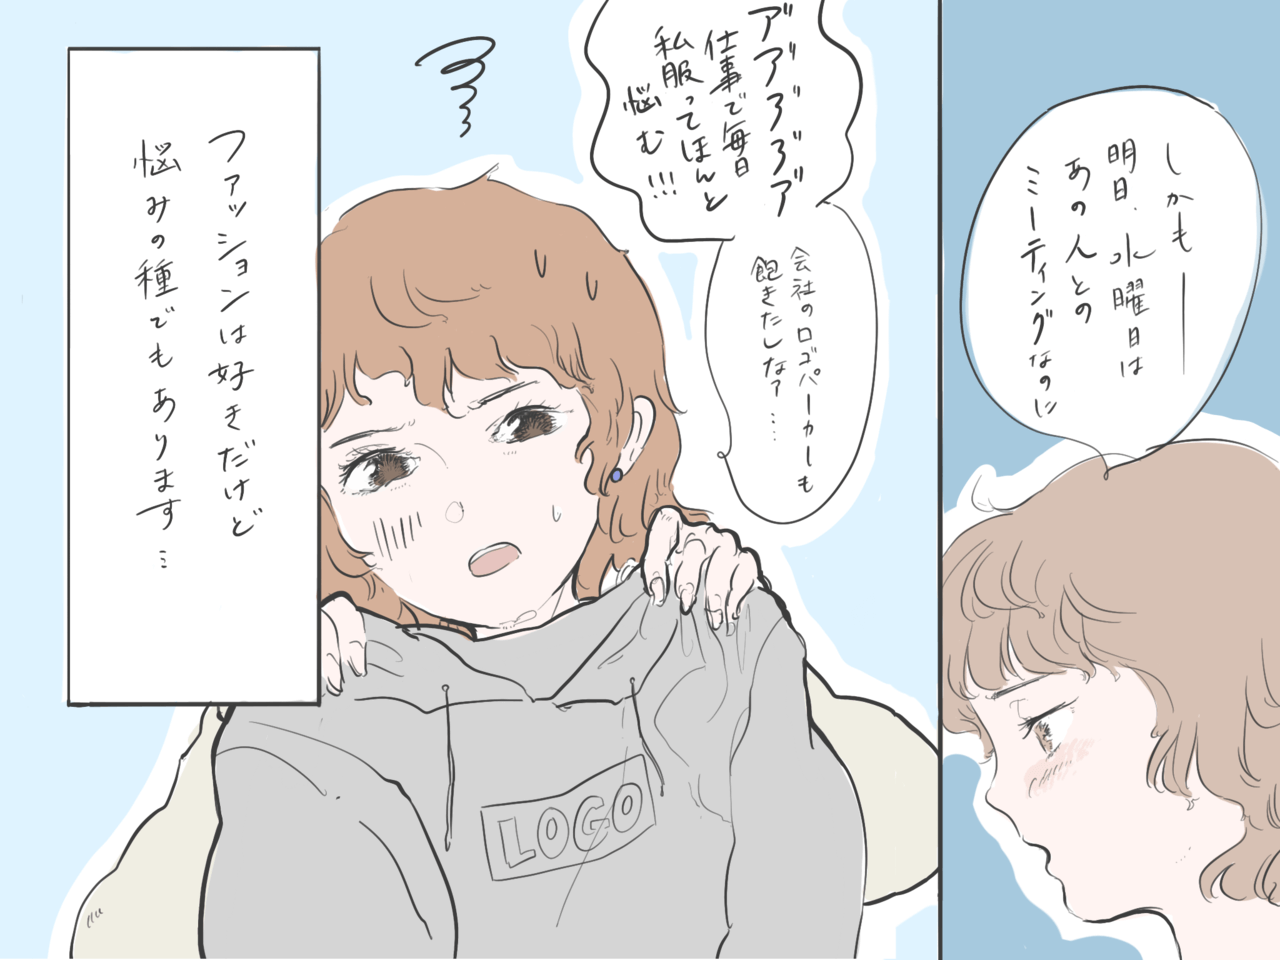 しかも――
明日、水曜日は
あの人との
ミーティングなのに
ア゛ア゛ア゛ア゛ア゛
仕事で毎日
私服ってほんと
悩む!!!
会社のロゴパーカーも
飽きたしなァ……
ファッションは好きだけど
悩みの種でもあります…
LOGO